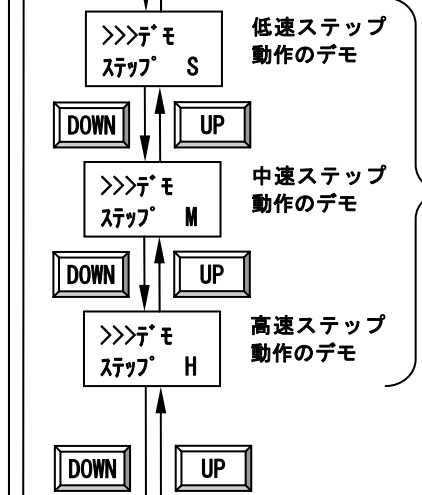 >>>ﾃﾞﾓ
ｽﾃｯﾌﾟ S
低速ステップ
動作のデモ
DOWN UP
>>>ﾃﾞﾓ
ｽﾃｯﾌﾟ M
中速ステップ
動作のデモ
DOWN UP
>>>ﾃﾞﾓ
ｽﾃｯﾌﾟ H
高速ステップ
動作のデモ
DOWN UP